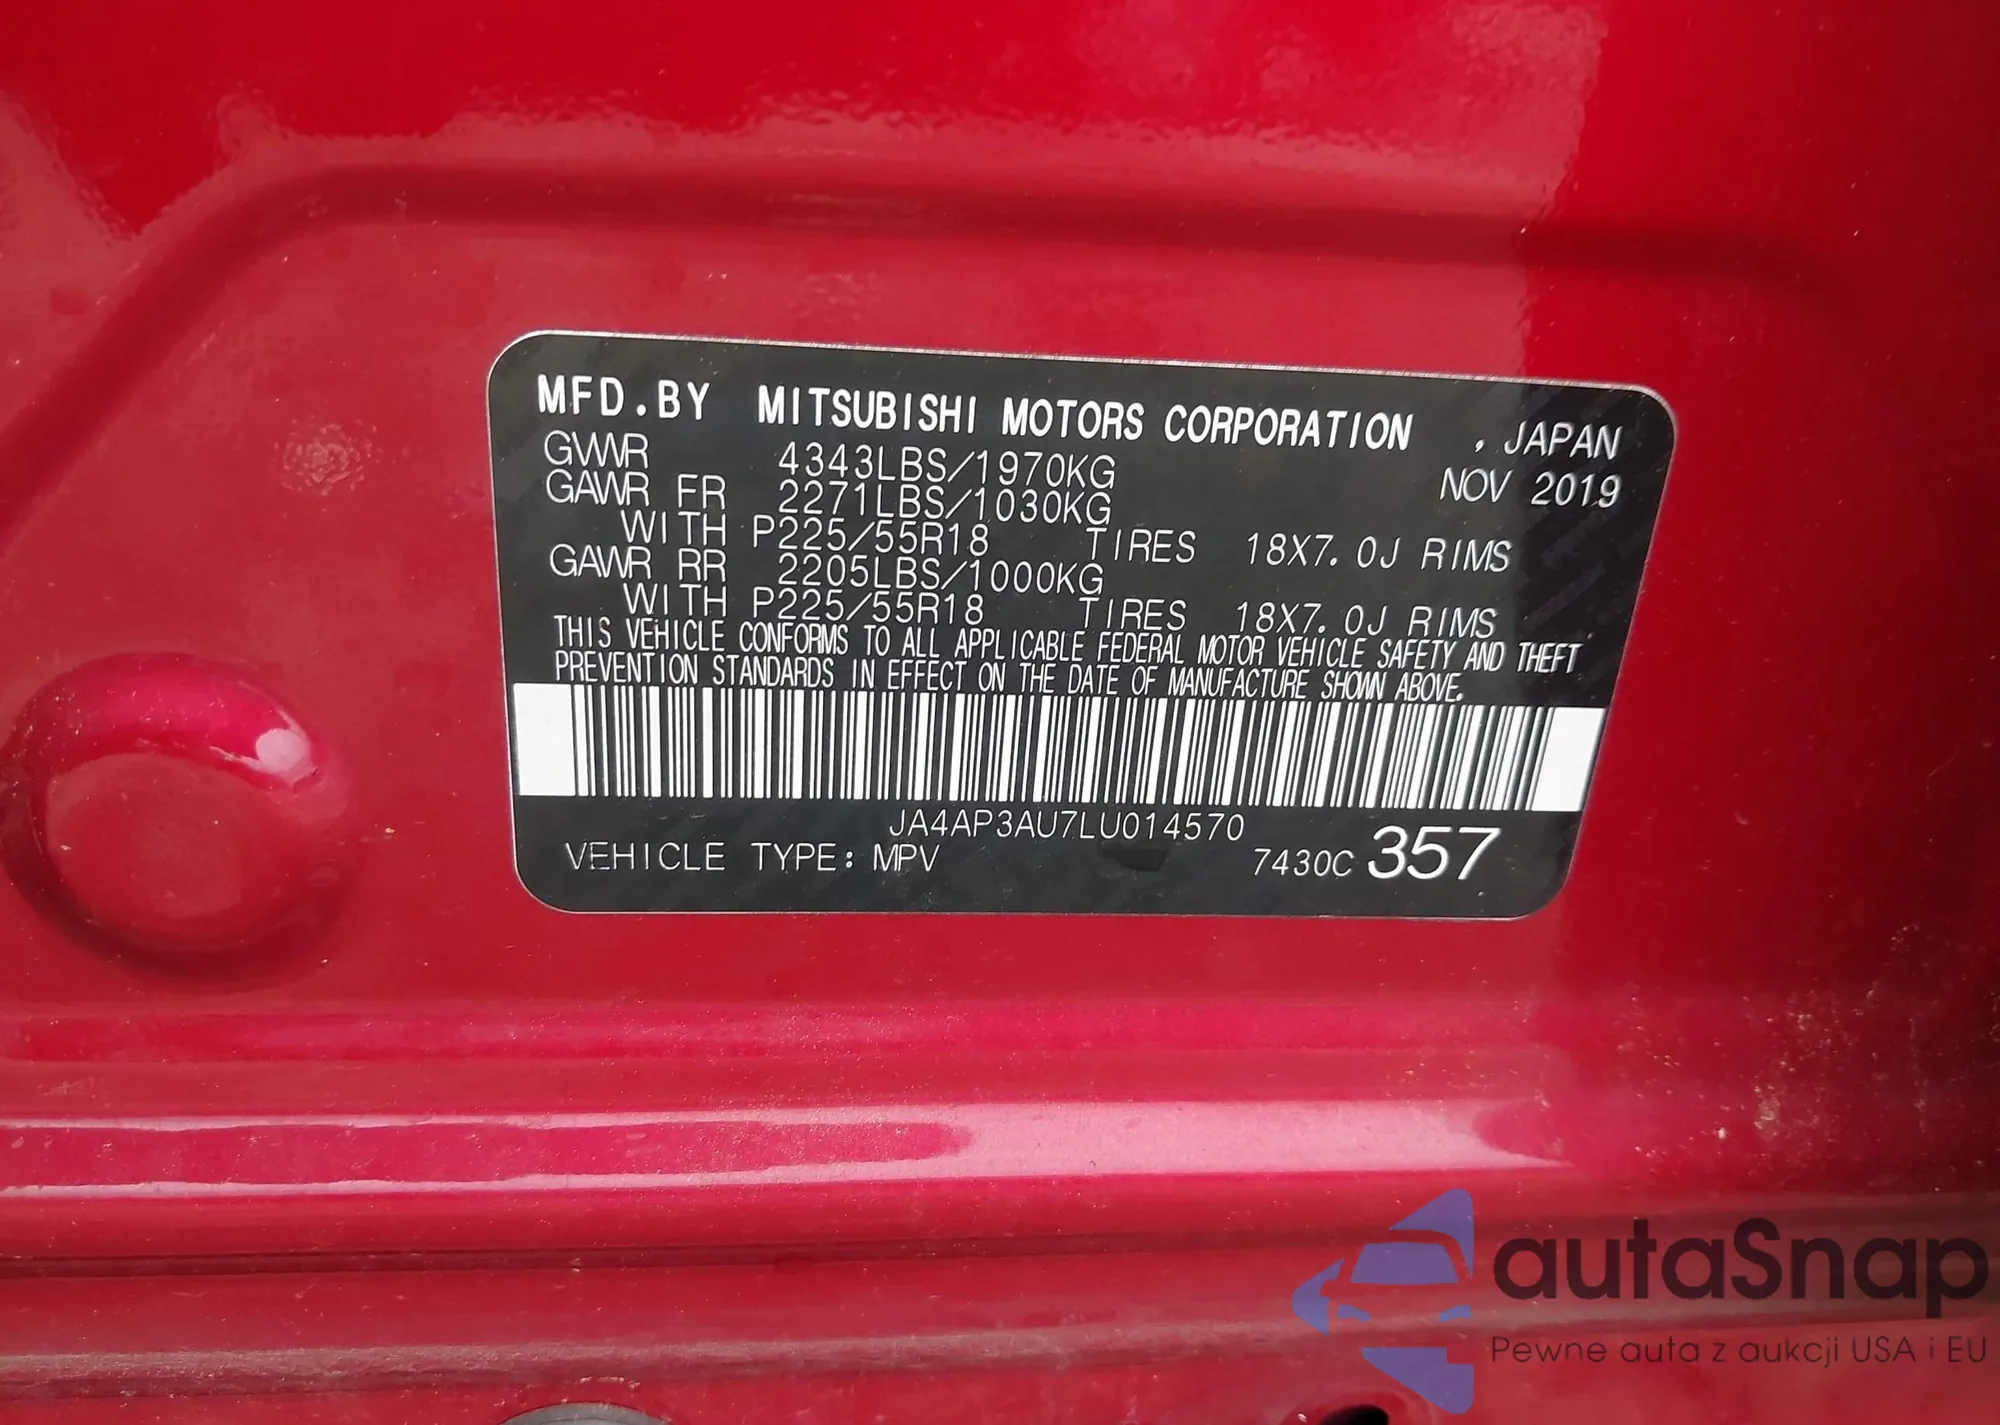 MFD.BY MITSUBISHI MOTORS CORPORATION , JAPAN
GVWR 4343LBS/1970KG NOV 2019
GAWR FR 2271LBS/1030KG
WITH P225/55R18 TIRES 18X7.0J RIMS
GAWR RR 2205LBS/1000KG
WITH P225/55R18 TIRES 18X7.0J RIMS
THIS VEHICLE CONFORMS TO ALL APPLICABLE FEDERAL MOTOR VEHICLE SAFETY AND THEFT
PREVENTION STANDARDS IN EFFECT ON THE DATE OF MANUFACTURE SHOWN ABOVE.
JA4AP3AU7LU014570
VEHICLE TYPE: MPV 7430C 357
autaSnap
Pewne auta z aukcji USA i EU